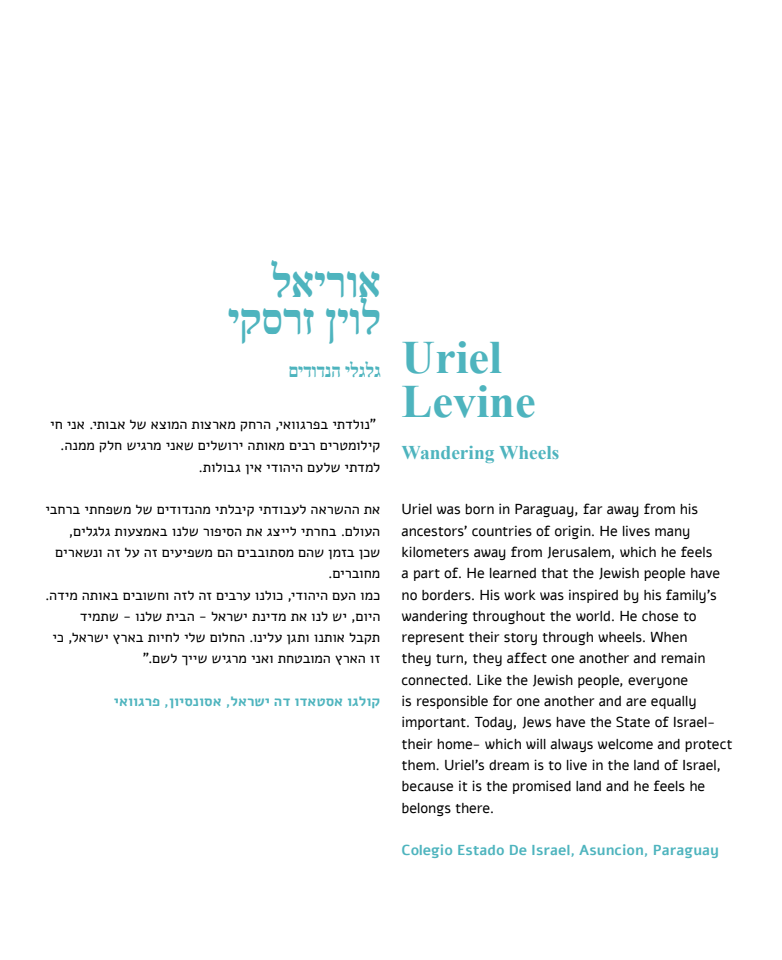 אוריאל
לוין זרסקי
גלגלי הנדודים
"נולדתי בפרגוואי, הרחק מארצות המוצא של אבותי. אני חי
קילומטרים רבים מאותה ירושלים שאני מרגיש חלק ממנה.
למדתי שלעם היהודי אין גבולות.
את ההשראה לעבודתי קיבלתי מהנדודים של משפחתי ברחבי
העולם. בחרתי לייצג את הסיפור שלנו באמצעות גלגלים,
שכן בזמן שהם מסתובבים הם משפיעים זה על זה ונשארים
מחוברים.
כמו העם היהודי, כולנו ערבים זה לזה וחשובים באותה מידה.
היום, יש לנו את מדינת ישראל - הבית שלנו - שתמיד
תקבל אותנו ותגן עלינו. החלום שלי לחיות בארץ ישראל, כי
זו הארץ המובטחת ואני מרגיש שייך לשם."
קולגו אסטאדו דה ישראל, אסונסיון, פרגוואי
Uriel
Levine
Wandering Wheels
Uriel was born in Paraguay, far away from his
ancestors' countries of origin. He lives many
kilometers away from Jerusalem, which he feels
a part of. He learned that the Jewish people have
no borders. His work was inspired by his family's
wandering throughout the world. He chose to
represent their story through wheels. When
they turn, they affect one another and remain
connected. Like the Jewish people, everyone
is responsible for one another and are equally
important. Today, Jews have the State of Israel-
their home- which will always welcome and protect
them. Uriel's dream is to live in the land of Israel,
because it is the promised land and he feels he
belongs there.
Colegio Estado De Israel, Asuncion, Paraguay